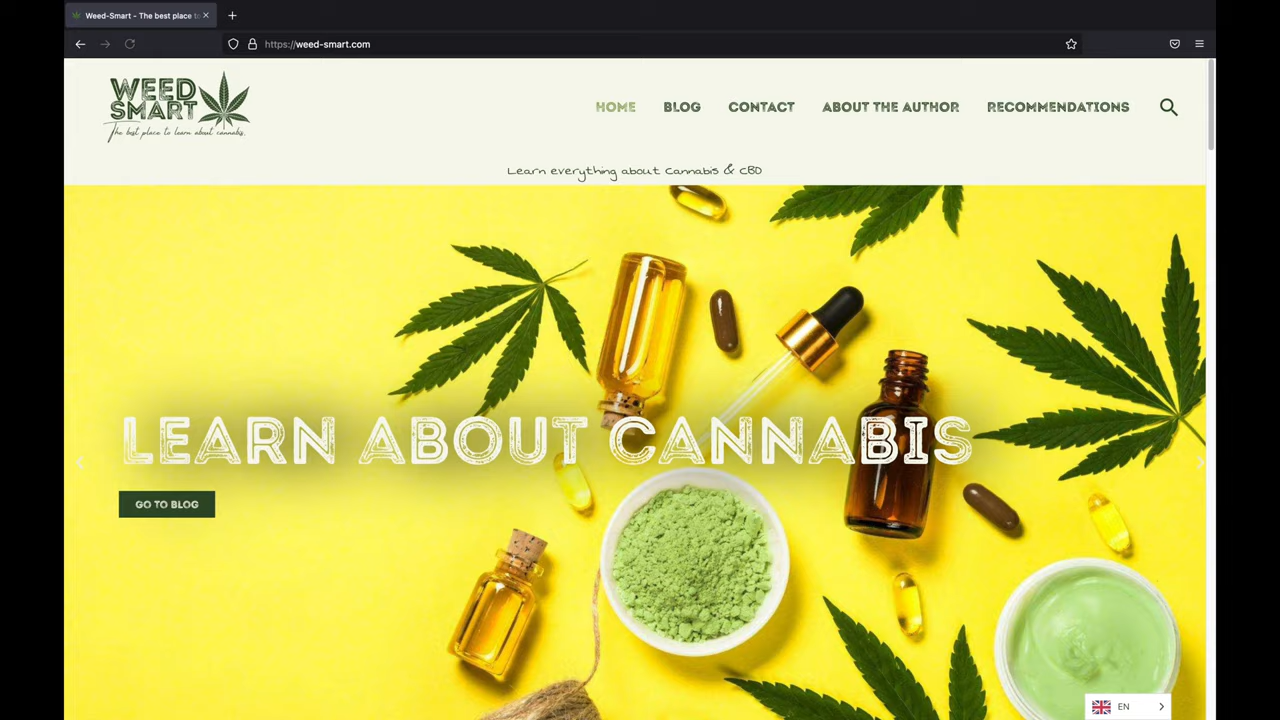 Weed-Smart - The best place t
https://weed-smart.com
WEED
SMART
The best place to learn about cannabis.
HOME BLOG CONTACT ABOUT THE AUTHOR RECOMMENDATIONS
Learn everything about Cannabis & CBD
LEARN ABOUT CANNABIS
GO TO BLOG
EN